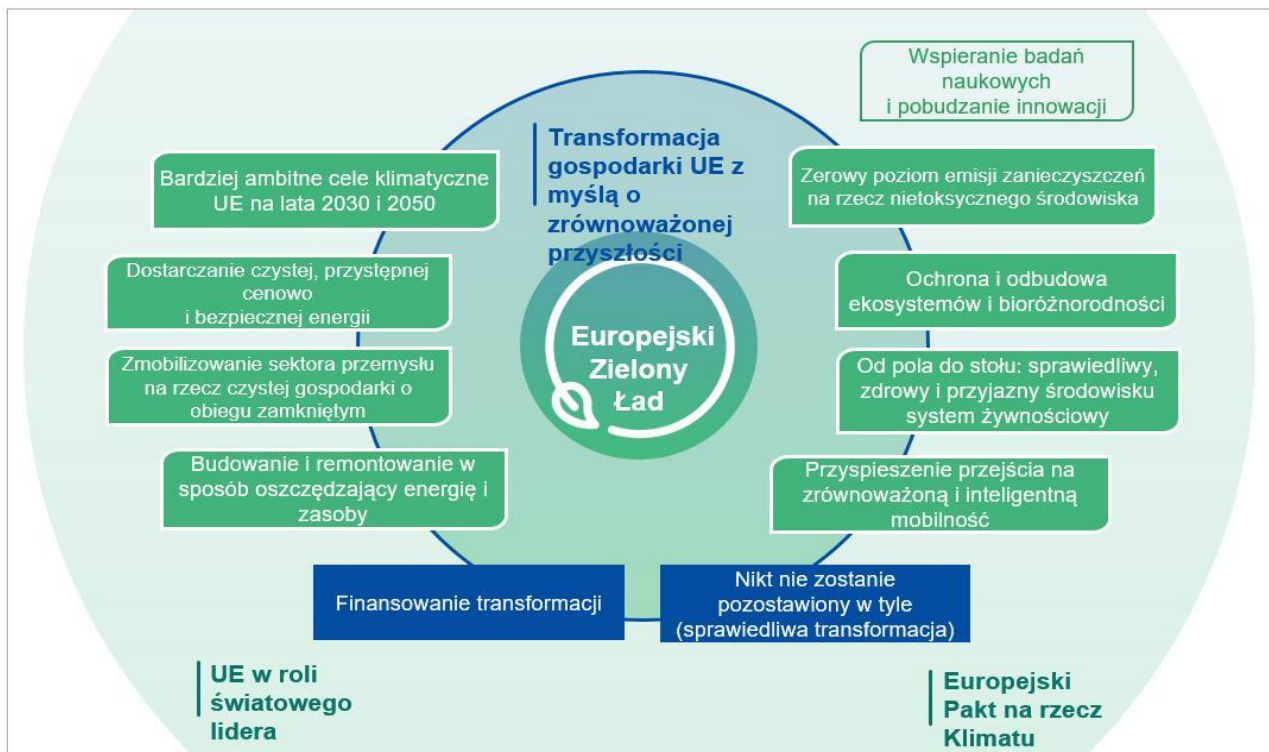 Wspieranie badań
naukowych
i pobudzanie innowacji
Transformacja
gospodarki UE z
myślą o
zrównoważonej
przyszłości
Bardziej ambitne cele klimatyczne
UE na lata 2030 i 2050
Zerowy poziom emisji zanieczyszczeń
na rzecz nietoksycznego środowiska
Dostarczanie czystej, przystępnej
cenowo
i bezpiecznej energii
Ochrona i odbudowa
ekosystemów i bioróżnorodności
Europejski
Zielony
Ład
Zmobilizowanie sektora przemysłu
na rzecz czystej gospodarki o
obiegu zamkniętym
Od pola do stołu: sprawiedliwy,
zdrowy i przyjazny środowisku
system żywnościowy
Budowanie i remontowanie w
sposób oszczędzający energię i
zasoby
Przyspieszenie przejścia na
zrównoważoną i inteligentną
mobilność
Finansowanie transformacji
Nikt nie zostanie
pozostawiony w tyle
(sprawiedliwa transformacja)
UE w roli
światowego
lidera
Europejski
Pakt na rzecz
Klimatu